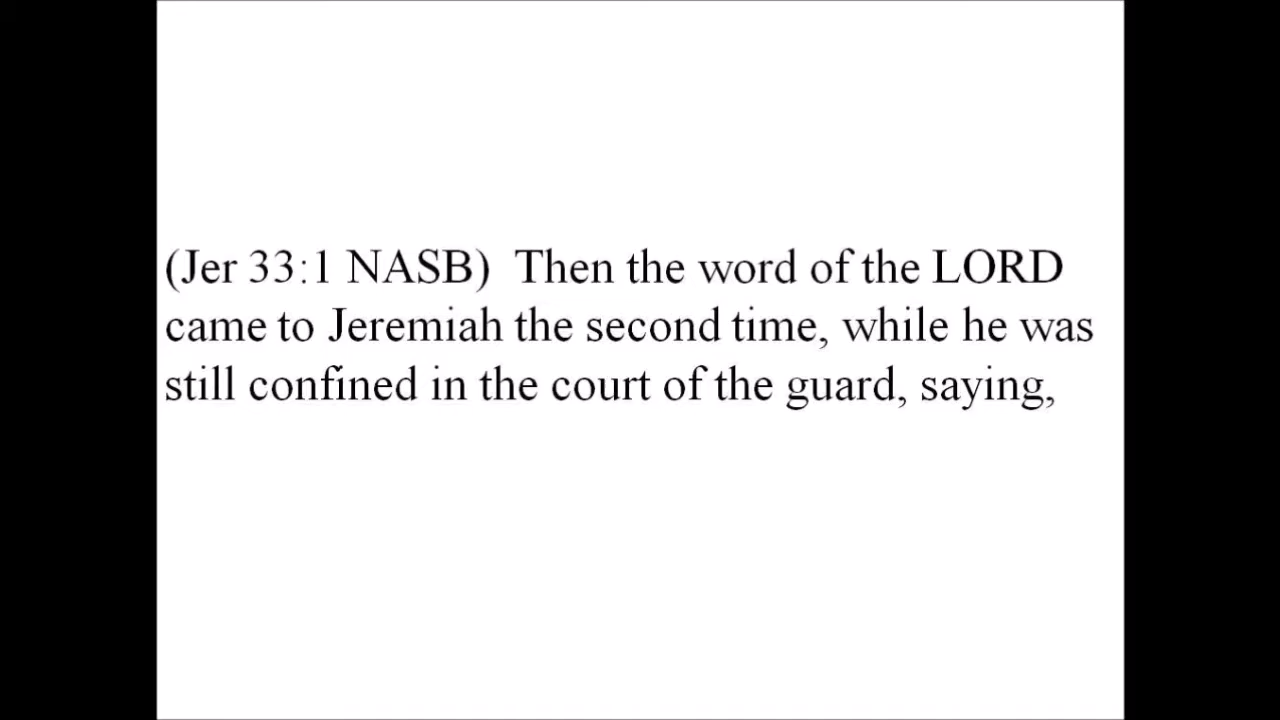 (Jer 33:1 NASB)  Then the word of the LORD
came to Jeremiah the second time, while he was
still confined in the court of the guard, saying,